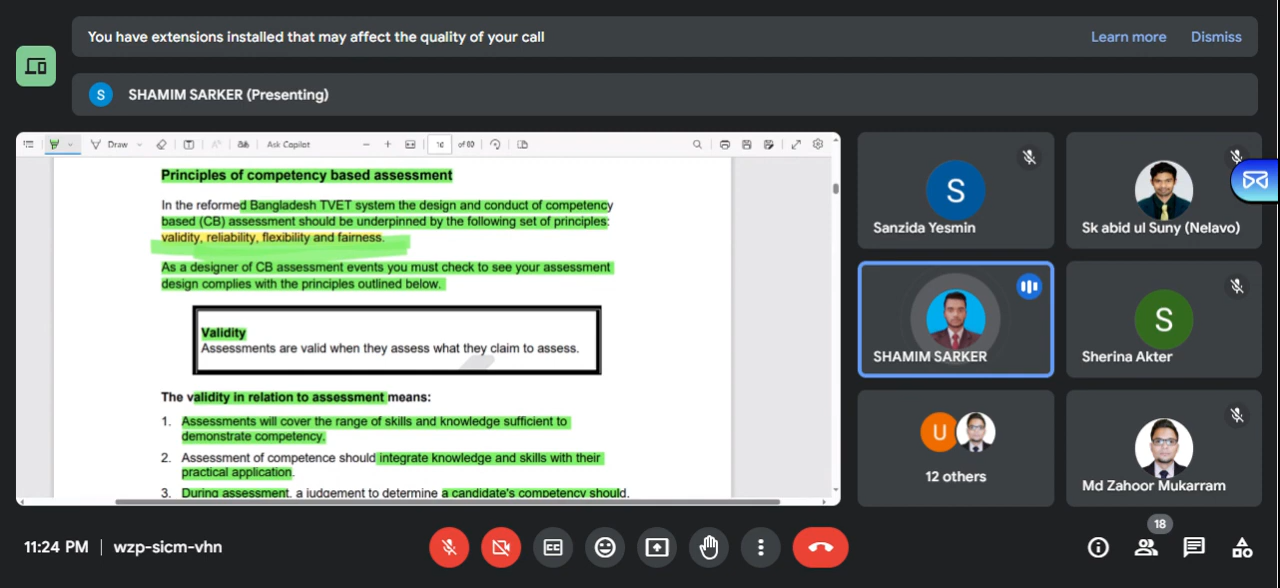 You have extensions installed that may affect the quality of your call
Learn more
Dismiss
S
SHAMIM SARKER (Presenting)
Draw
Ask Copilot
of
Principles of competency based assessment
In the reformed Bangladesh TVET system the design and conduct of competency
based (CB) assessment should be underpinned by the following set of principles:
validity, reliability, flexibility and fairness.
As a designer of CB assessment events you must check to see your assessment
design complies with the principles outlined below.
Validity
Assessments are valid when they assess what they claim to assess.
The validity in relation to assessment means:
1. Assessments will cover the range of skills and knowledge sufficient to
demonstrate competency.
2. Assessment of competence should integrate knowledge and skills with their
practical application.
3. During assessment, a judgement to determine a candidate's competency should,
S
Sanzida Yesmin
Sk abid ul Suny (Nelavo)
SHAMIM SARKER
S
Sherina Akter
U
12 others
Md Zahoor Mukarram
11:24 PM | wzp-sicm-vhn
CC
18